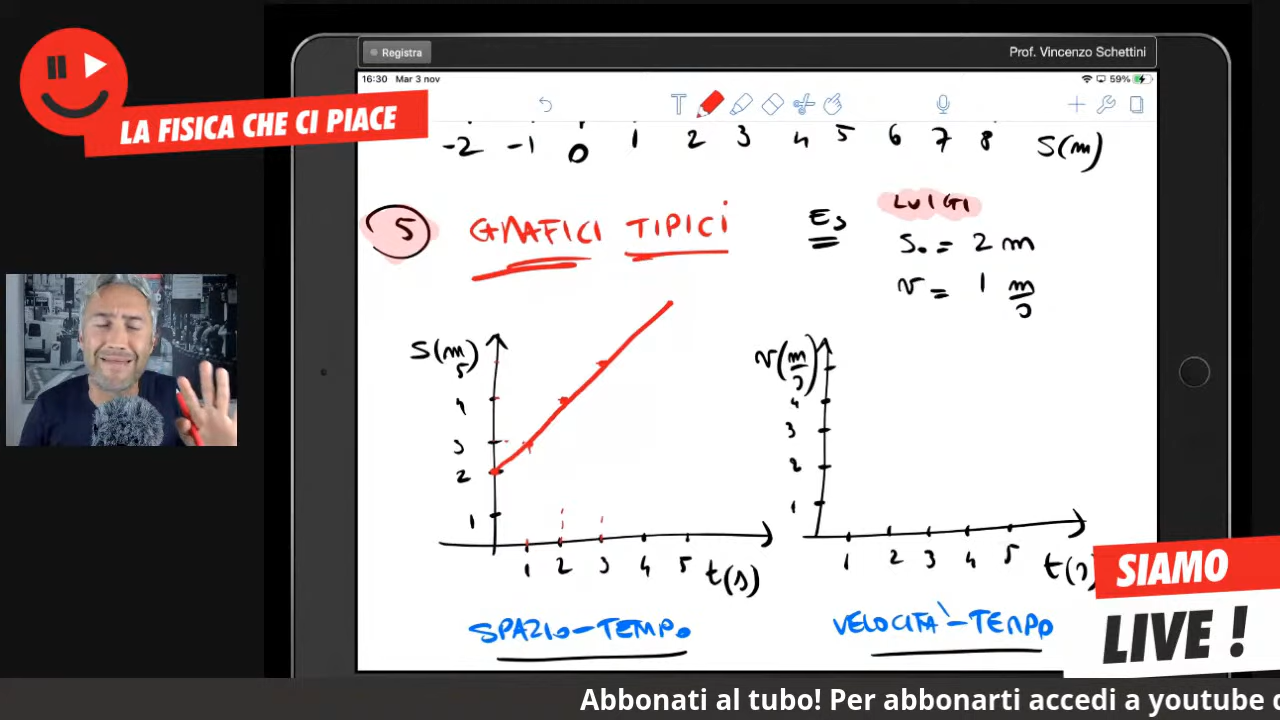 Registra
Prof. Vincenzo Schettini
16:30 Mar 3 nov
59%
LA FISICA CHE CI PIACE
-2 -1 0 1 2 3 4 5 6 7 8 S(m)
5 GRAFICI TIPICI
Es
LUIGI
S₀ = 2 m
v = 1 m/s
S(m)
5
4
3
2
1
1 2 3 4 5 t(s)
SPAZIO-TEMPO
v(m/s)
4
3
2
1
1 2 3 4 5 t(s)
VELOCITÀ-TEMPO
SIAMO
LIVE !
Abbonati al tubo! Per abbonarti accedi a youtube